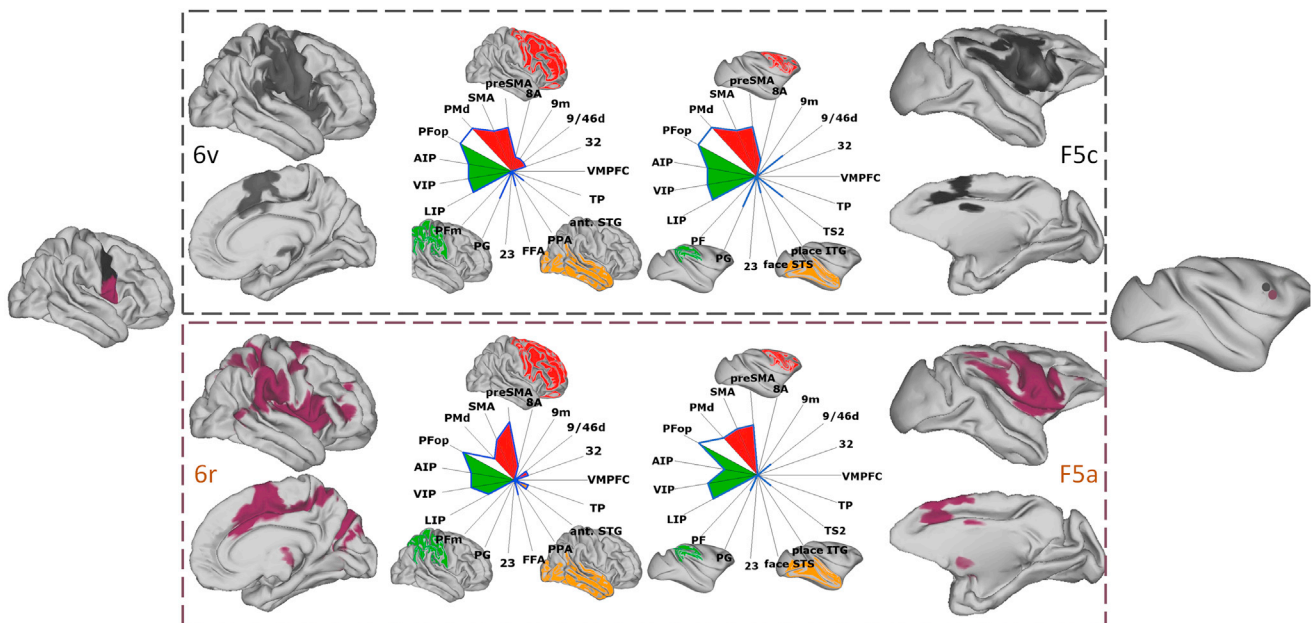 6v
preSMA
8A
SMA
9m
PMd
9/46d
PFop
32
AIP
VMPFC
VIP
TP
LIP
ant. STG
PFm
PPA
PG
23
FFA
preSMA
8A
SMA
9m
PMd
9/46d
PFop
32
AIP
VMPFC
VIP
TP
LIP
TS2
PF
place ITG
PG
23
face STS
F5c
6r
preSMA
8A
SMA
9m
PMd
9/46d
PFop
32
AIP
VMPFC
VIP
TP
LIP
ant. STG
PFm
PPA
PG
23
FFA
preSMA
8A
SMA
9m
PMd
9/46d
PFop
32
AIP
VMPFC
VIP
TP
LIP
TS2
PF
place ITG
PG
23
face STS
F5a